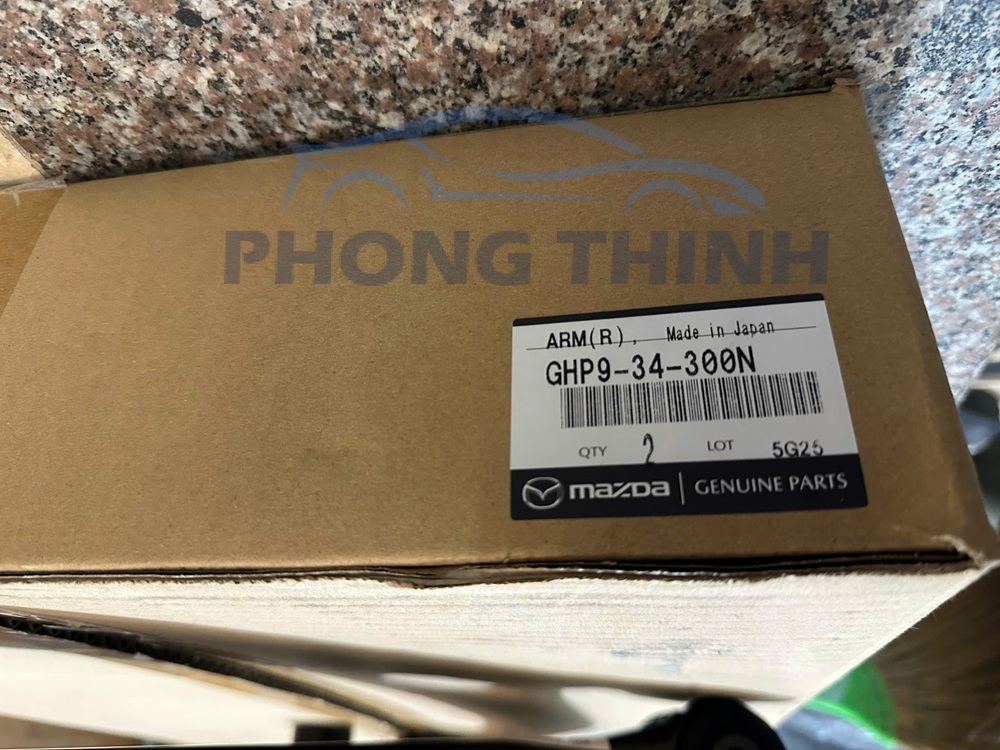 PHONG THINH
ARM(R), Made in Japan
GHP9-34-300N
QTY 2 LOT 5G25
mazda | GENUINE PARTS